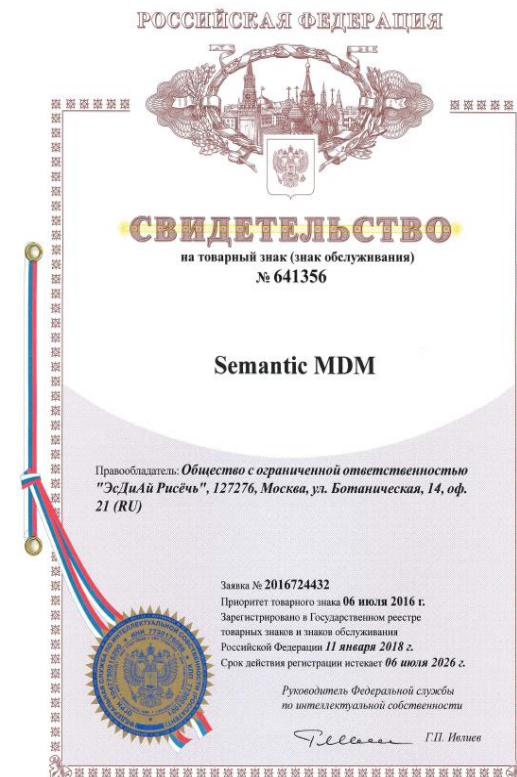 РОССИЙСКАЯ ФЕДЕРАЦИЯ
СВИДЕТЕЛЬСТВО
на товарный знак (знак обслуживания)
№ 641356
Semantic MDM
Правообладатель: Общество с ограниченной ответственностью
"ЭсДиАй Рисёчь", 127276, Москва, ул. Ботаническая, 14, оф.
21 (RU)
Заявка № 2016724432
Приоритет товарного знака 06 июля 2016 г.
Зарегистрировано в Государственном реестре
товарных знаков и знаков обслуживания
Российской Федерации 11 января 2018 г.
Срок действия регистрации истекает 06 июля 2026 г.
Руководитель Федеральной службы
по интеллектуальной собственности
Г.П. Ивлиев